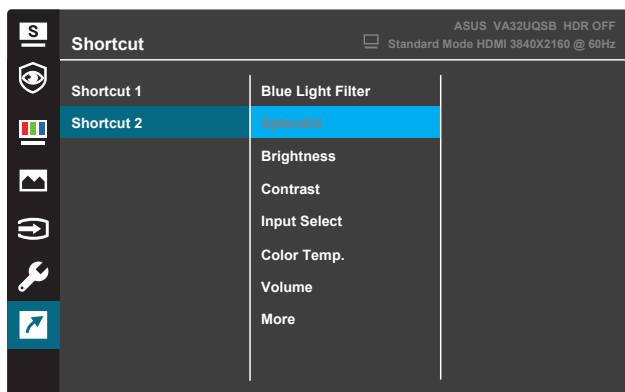 S
ASUS VA32UQSB HDR OFF
Shortcut
Standard Mode HDMI 3840X2160 @ 60Hz
Shortcut 1
Blue Light Filter
Shortcut 2
Splendid
Brightness
Contrast
Input Select
Color Temp.
Volume
More